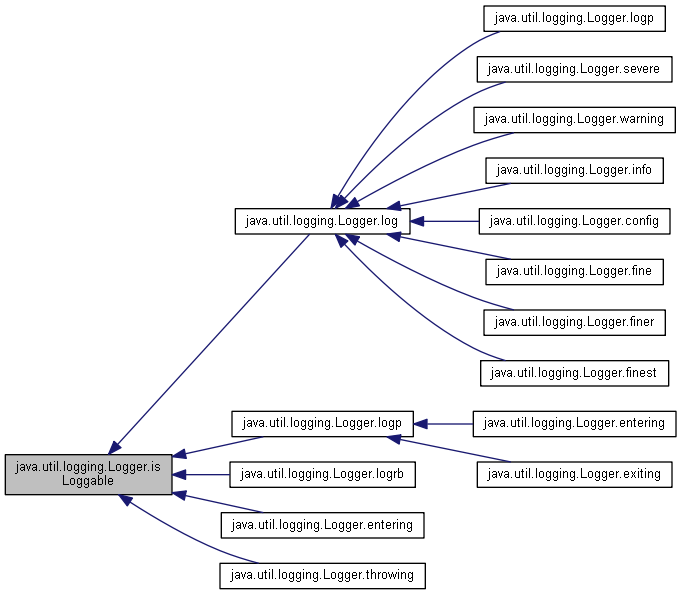 java.util.logging.Logger.logp
java.util.logging.Logger.severe
java.util.logging.Logger.warning
java.util.logging.Logger.info
java.util.logging.Logger.log
java.util.logging.Logger.config
java.util.logging.Logger.fine
java.util.logging.Logger.finer
java.util.logging.Logger.finest
java.util.logging.Logger.logp
java.util.logging.Logger.entering
java.util.logging.Logger.is
Loggable
java.util.logging.Logger.logrb
java.util.logging.Logger.exiting
java.util.logging.Logger.entering
java.util.logging.Logger.throwing